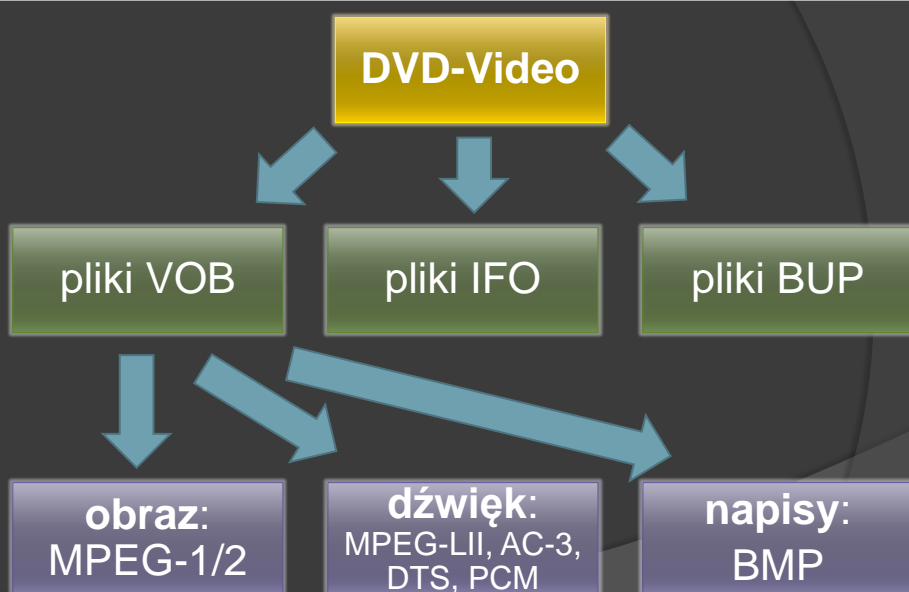 DVD-Video
pliki VOB
pliki IFO
pliki BUP
obraz:
MPEG-1/2
dźwięk:
MPEG-LII, AC-3,
DTS, PCM
napisy:
BMP